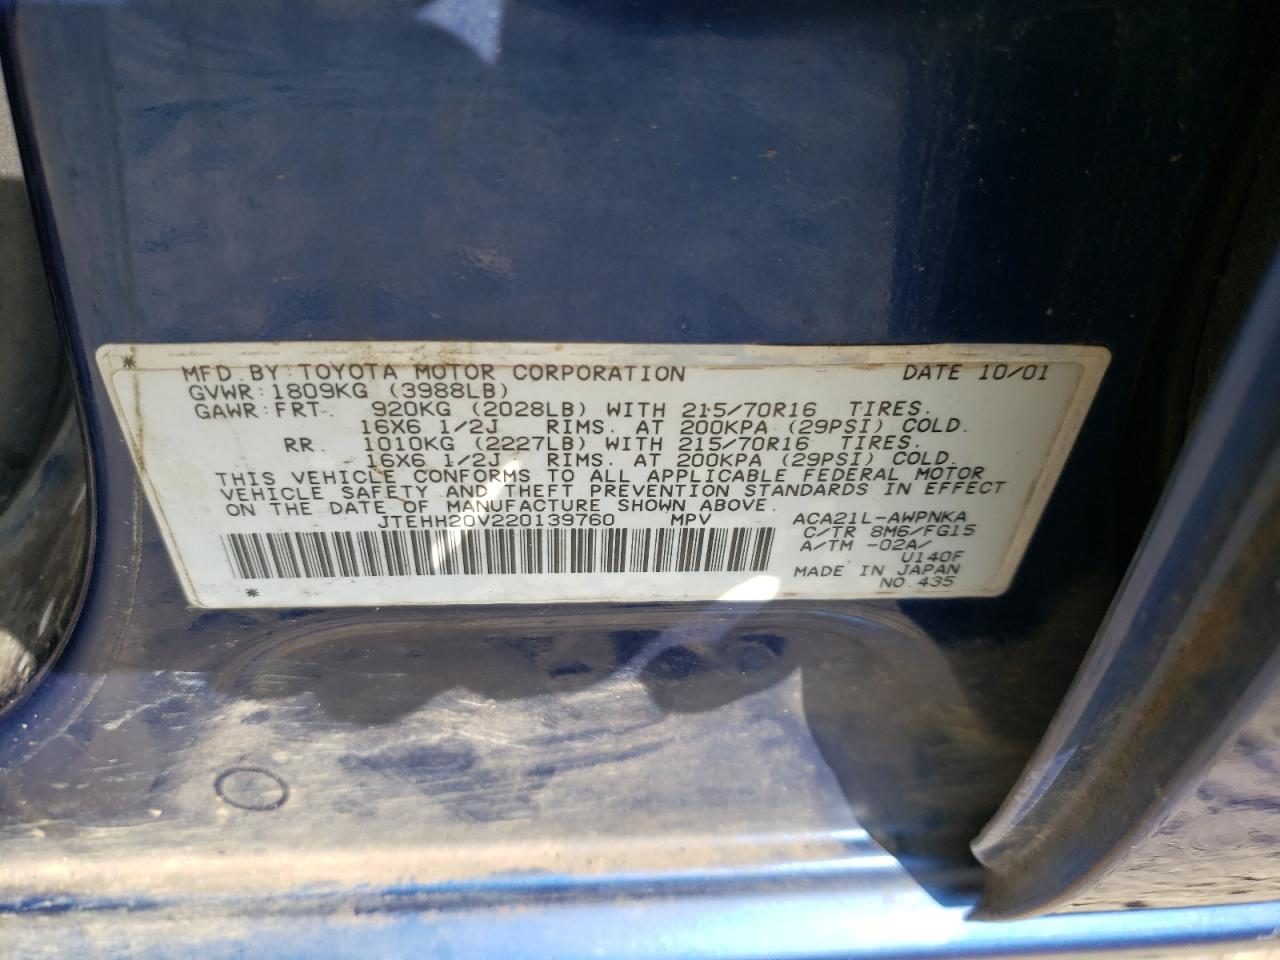 MFD. BY: TOYOTA MOTOR CORPORATION DATE 10/01
GVWR: 1809KG (3988LB)
GAWR: FRT. 920KG (2028LB) WITH 215/70R16 TIRES.
16X6 1/2J RIMS. AT 200KPA (29PSI) COLD.
RR. 1010KG (2227LB) WITH 215/70R16 TIRES.
16X6 1/2J RIMS. AT 200KPA (29PSI) COLD.
THIS VEHICLE CONFORMS TO ALL APPLICABLE FEDERAL MOTOR
VEHICLE SAFETY AND THEFT PREVENTION STANDARDS IN EFFECT
ON THE DATE OF MANUFACTURE SHOWN ABOVE.
JTEHH20V220139760 MPV ACA21L-AWPNKA
C/TR 8M6/FG15
A/TM -02A/
U140F
MADE IN JAPAN
NO. 435